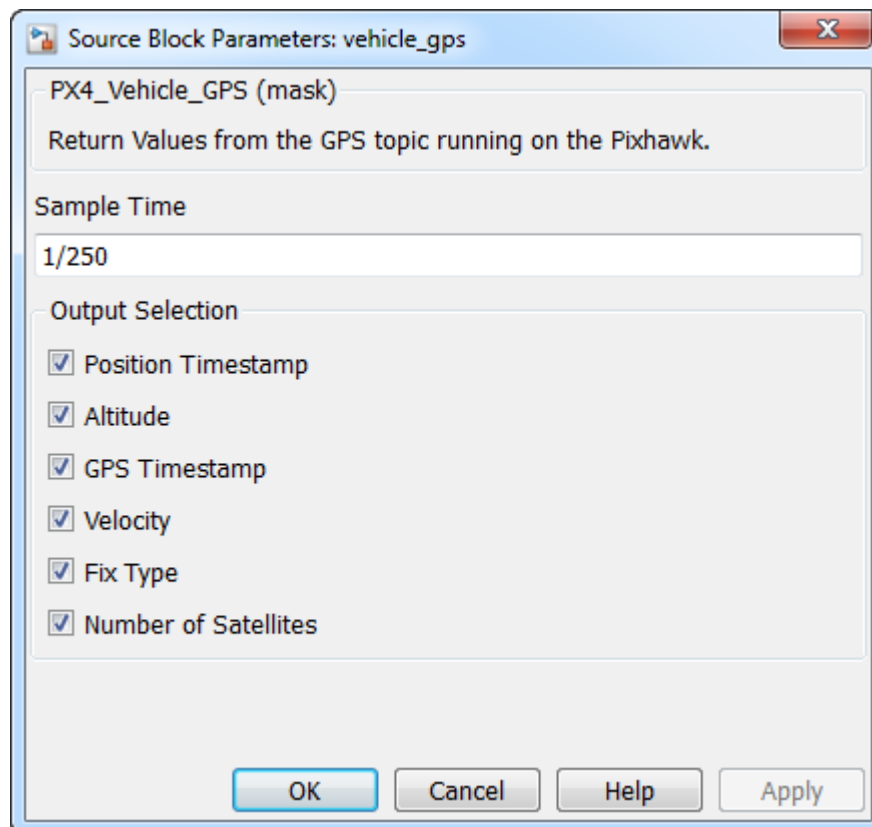 Source Block Parameters: vehicle_gps
PX4_Vehicle_GPS (mask)
Return Values from the GPS topic running on the Pixhawk.
Sample Time
1/250
Output Selection
Position Timestamp
Altitude
GPS Timestamp
Velocity
Fix Type
Number of Satellites
OK Cancel Help Apply